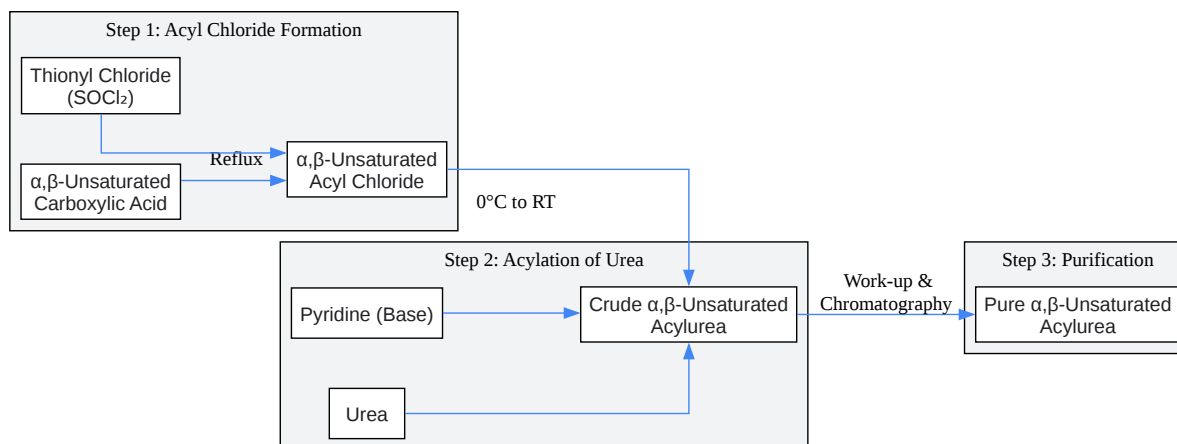 Step 1: Acyl Chloride Formation
Thionyl Chloride
(SOCl₂)
Reflux
α,β-Unsaturated
Acyl Chloride
α,β-Unsaturated
Carboxylic Acid
0°C to RT
Step 2: Acylation of Urea
Pyridine (Base)
Crude α,β-Unsaturated
Acylurea
Urea
Work-up &
Chromatography
Step 3: Purification
Pure α,β-Unsaturated
Acylurea